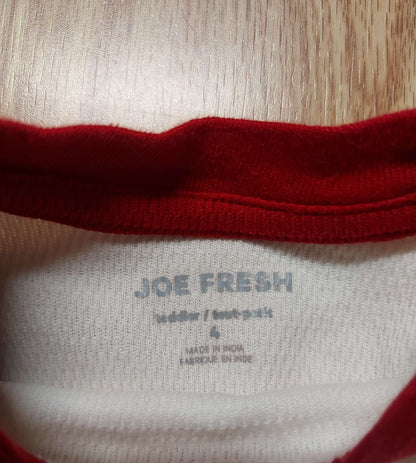 JOE FRESH
toddler / tout-petit
4
MADE IN INDIA
FABRIQUÉ EN INDE